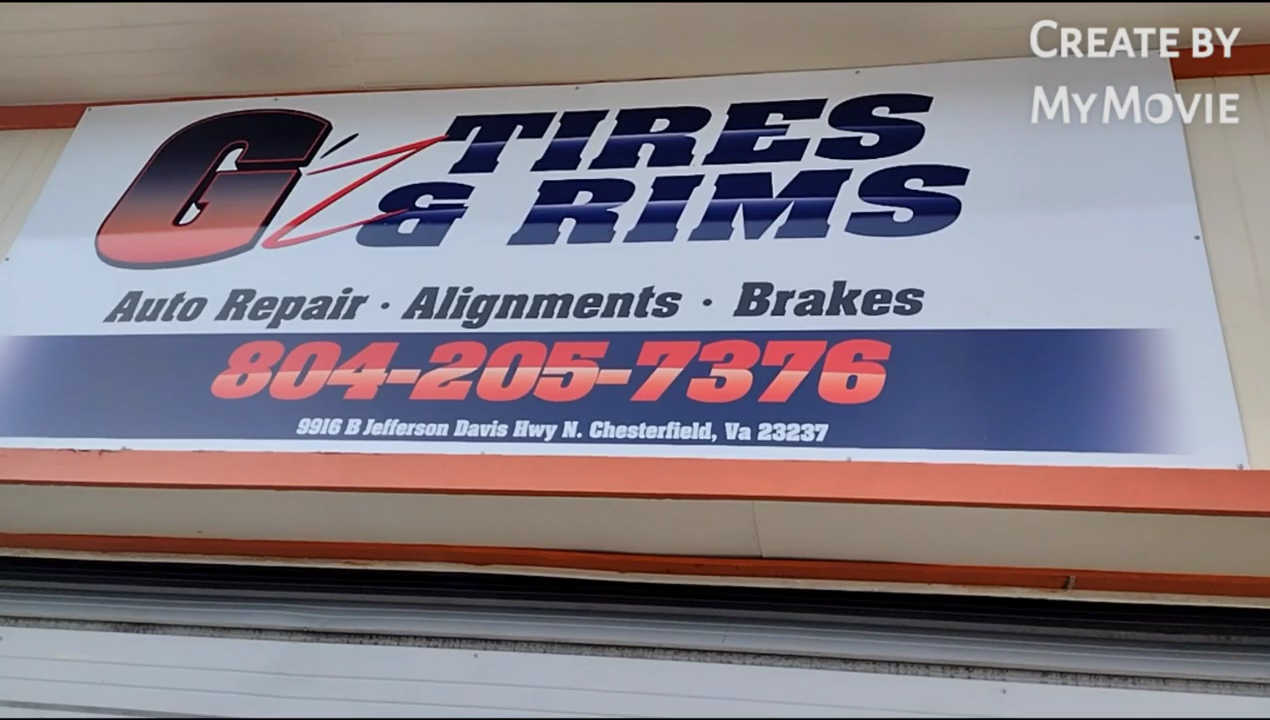 CREATE BY
MYMOVIE
G'z TIRES
& RIMS
Auto Repair · Alignments · Brakes
804-205-7376
9916 B Jefferson Davis Hwy N. Chesterfield, Va 23237